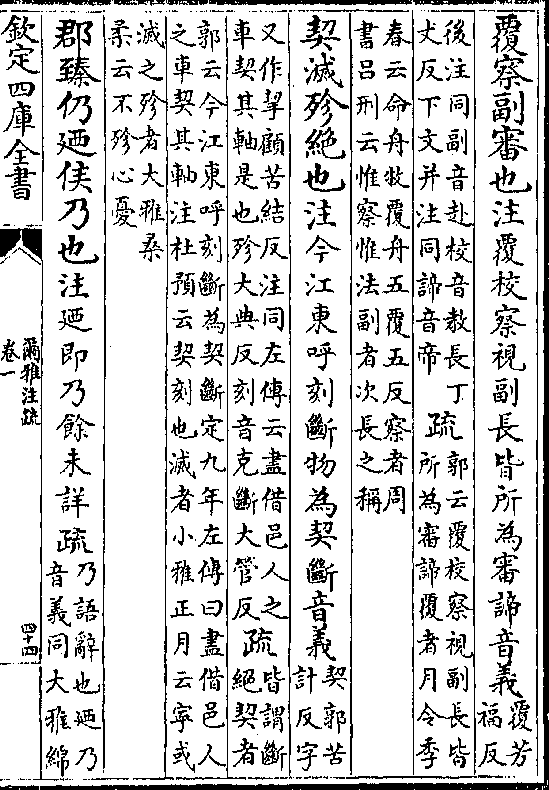 覆察副審也注覆校察視副長皆所為審諦音義覆芳福反
後注同副音赴校音教長丁丈反下文并注同諦音帝疏郭云覆校察視副長皆所為審諦覆者月令季
春云命舟牧覆舟五覆五反察者周書吕刑云惟察惟法副者次長之稱
契滅殄絶也注今江東呼刻斷物為契斷音義契郭苦計反字
又作挈顧苦結反注同左傳云盡借邑人之車契其軸是也殄大典反刻音克斷大管反疏皆謂斷絕契者
郭云今江東呼刻斷為契斷定九年左傳曰盡借邑人之車契其軸注杜預云契刻也滅者小雅正月云寧或
滅之殄者大雅桑柔云不殄心憂
郡臻仍廼侯乃也注廼即乃餘未詳疏乃語辭也廼乃音義同大雅綿
欽定四庫全書
爾雅注疏
卷一
四十四